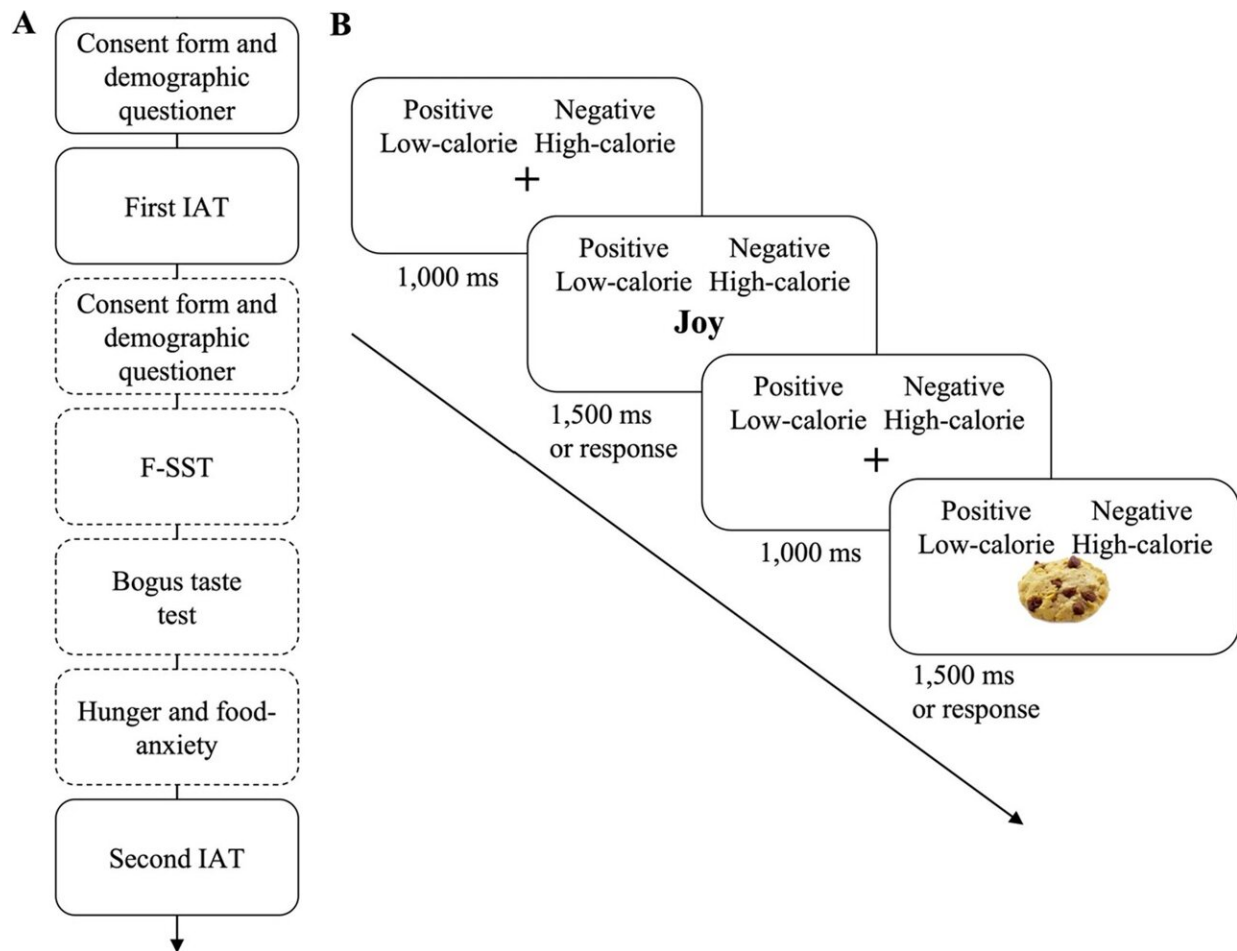 A
Consent form and
demographic
questioner
First IAT
Consent form and
demographic
questioner
F-SST
Bogus taste
test
Hunger and food-
anxiety
Second IAT
B
Positive Negative
Low-calorie High-calorie
+
1,000 ms
Positive Negative
Low-calorie High-calorie
Joy
1,500 ms
or response
Positive Negative
Low-calorie High-calorie
+
1,000 ms
Positive Negative
Low-calorie High-calorie
1,500 ms
or response